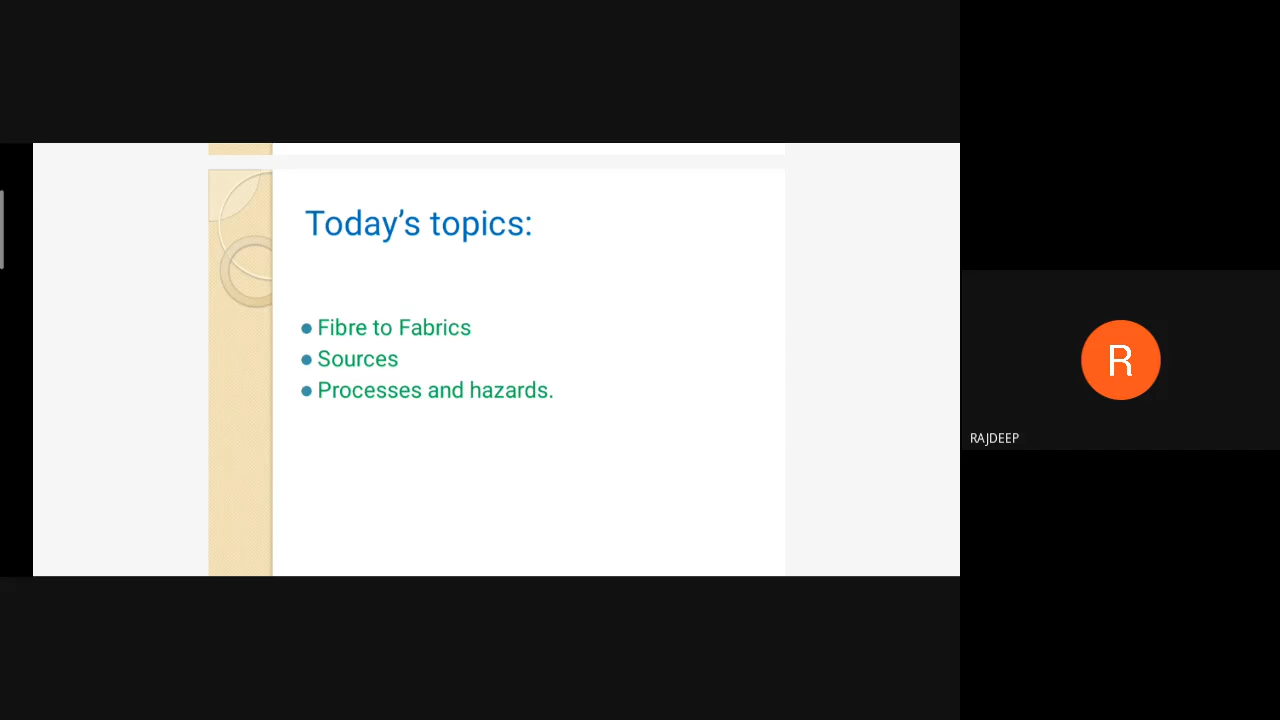 Today’s topics:
Fibre to Fabrics
Sources
Processes and hazards.
R
RAJDEEP